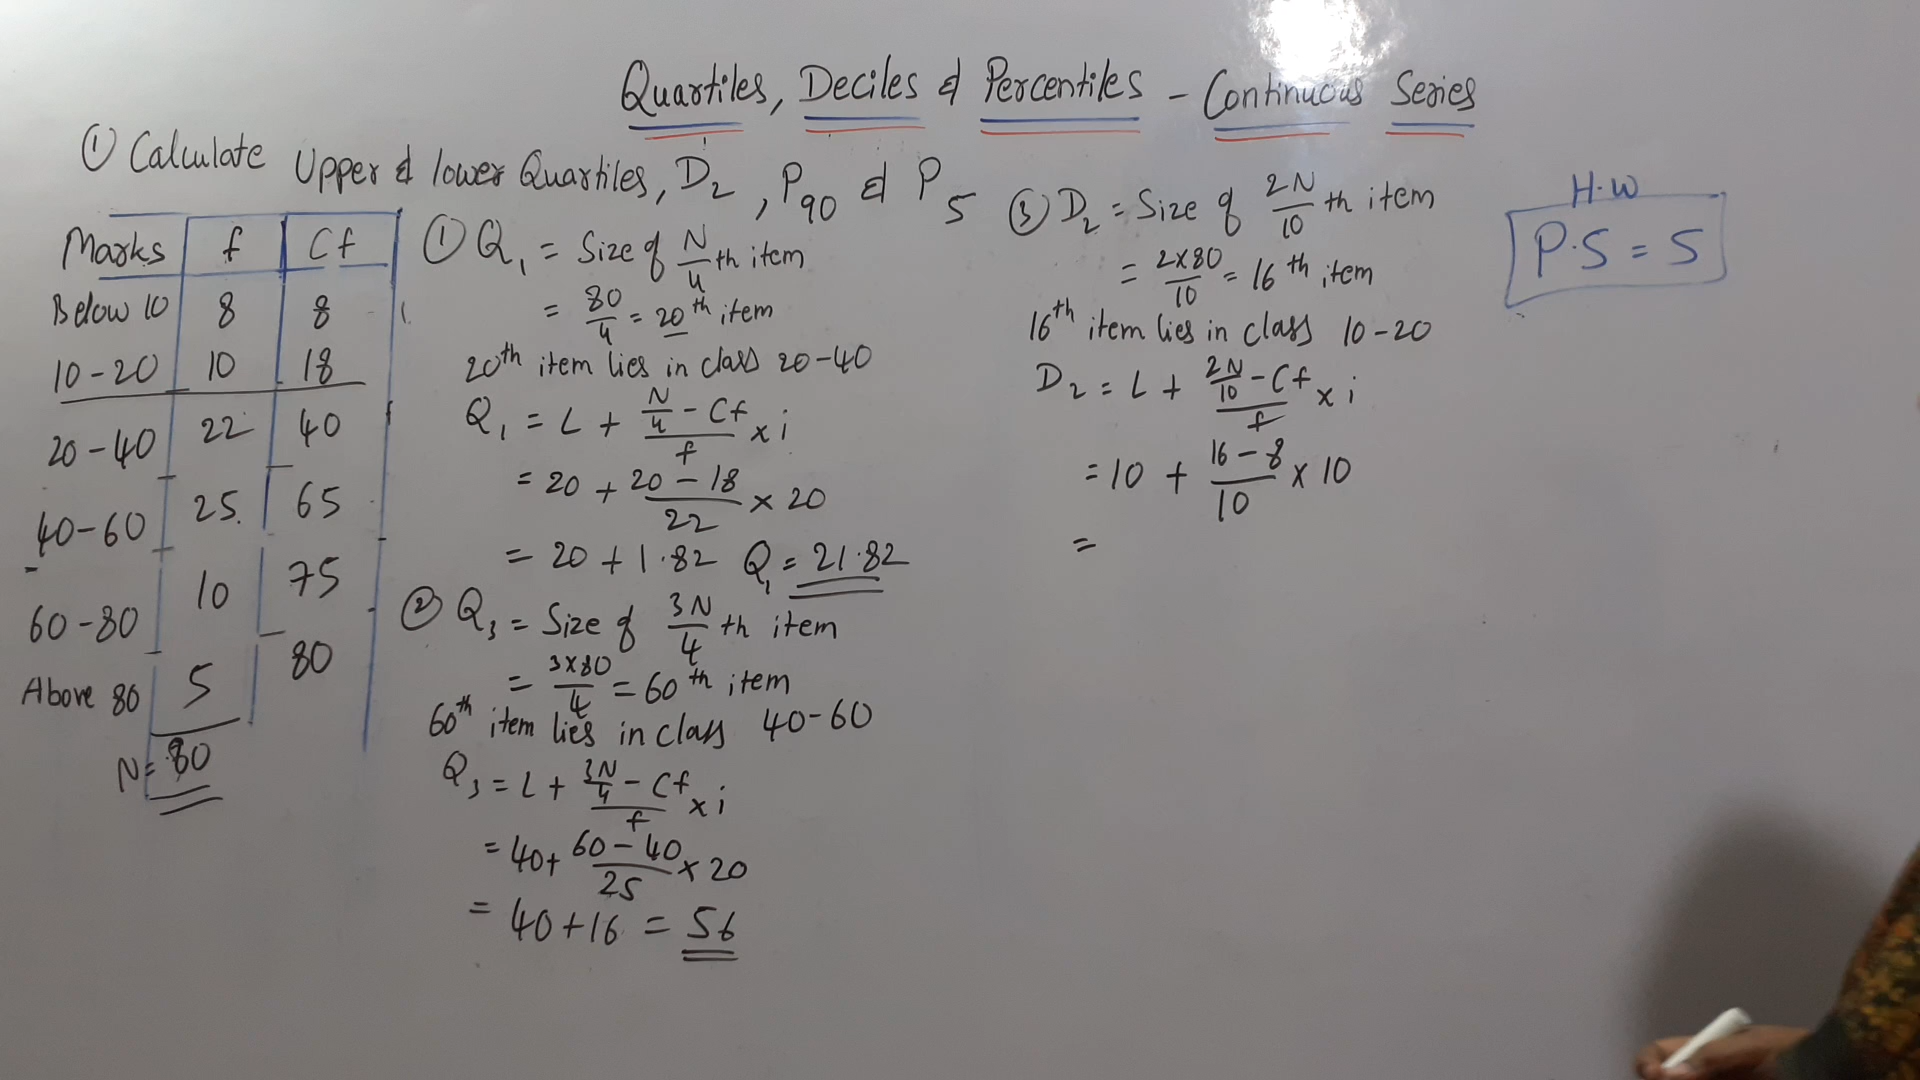 Quartiles, Deciles & Percentiles - Continuous Series
① Calculate Upper & lower Quartiles, D₂, P₉₀ & P₅
Marks f Cf
Below 10 8 8
10-20 10 18
20-40 22 40
40-60 25 65
60-80 10 75
Above 80 5 80
N= 80
① Q₁ = Size of N/4 th item
= 80/4 = 20th item
20th item lies in class 20-40
Q₁ = L + (N/4 - Cf)/f x i
= 20 + (20 - 18)/22 x 20
= 20 + 1.82 Q₁ = 21.82
② Q₃ = Size of 3N/4 th item
= 3x80/4 = 60th item
60th item lies in class 40-60
Q₃ = L + (3N/4 - Cf)/f x i
= 40+ (60 - 40)/25 x 20
= 40+16 = 56
③ D₂ = Size of 2N/10 th item
= 2x80/10 = 16th item
16th item lies in class 10-20
D₂ = L + (2N/10 - Cf)/f x i
= 10 + (16 - 8)/10 x 10
=
H.W
P.5 = 5